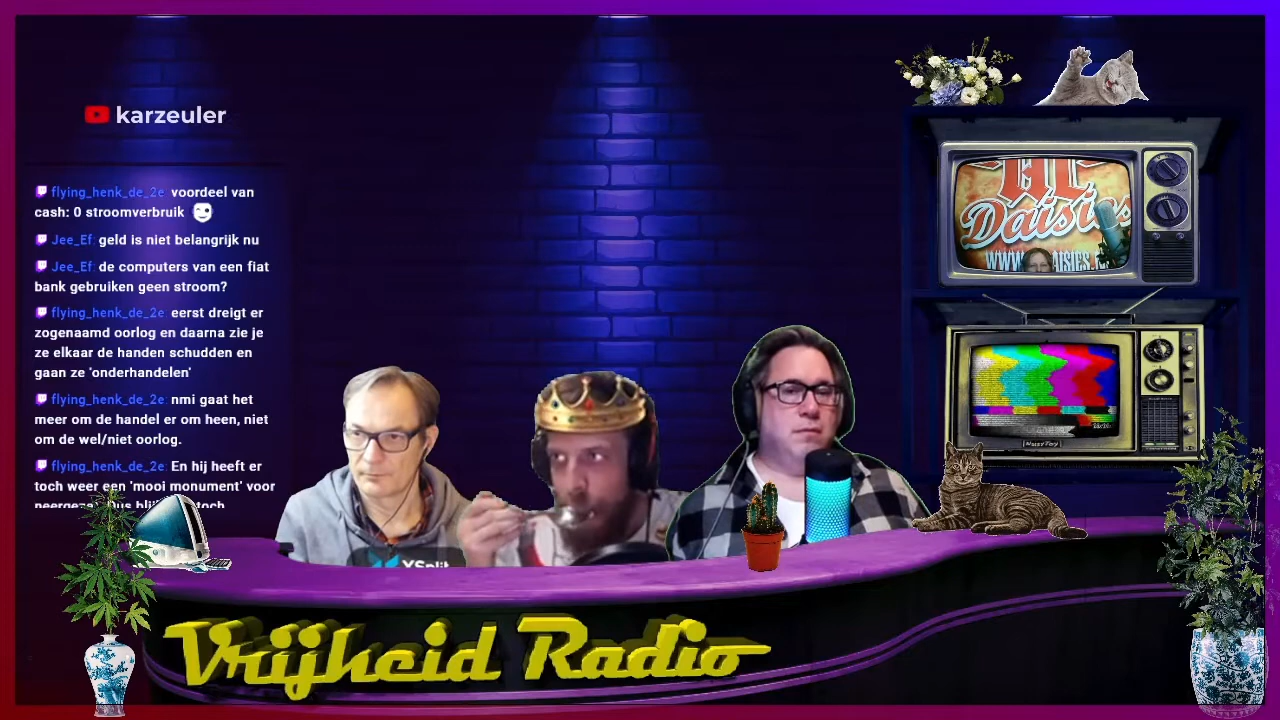 karzeuler
flying_henk_de_2e: voordeel van
cash: 0 stroomverbruik
Jee_Ef: geld is niet belangrijk nu
Jee_Ef: de computers van een fiat
bank gebruiken geen stroom?
flying_henk_de_2e: eerst dreigt er
zogenaamd oorlog en daarna zie je
ze elkaar de handen schudden en
gaan ze 'onderhandelen'
flying_henk_de_2e: nmi gaat het
meer om de handel er om heen, niet
om de wel/niet oorlog.
flying_henk_de_2e: En hij heeft er
toch weer een 'mooi monument' voor
Daisies
WWW.
XSplit
Vrijheid Radio